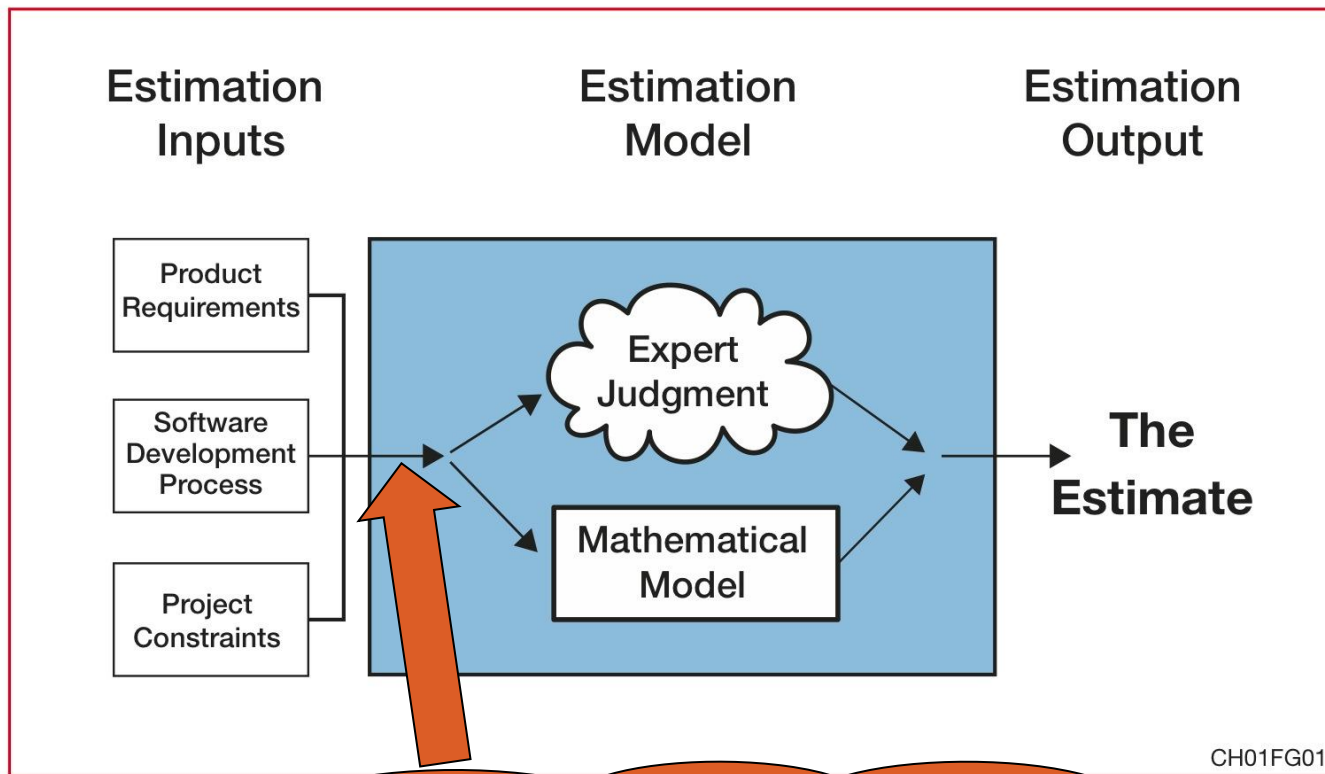 Estimation
Inputs
Estimation
Model
Estimation
Output
Product
Requirements
Software
Development
Process
Project
Constraints
Expert
Judgment
Mathematical
Model
The
Estimate
CH01FG01